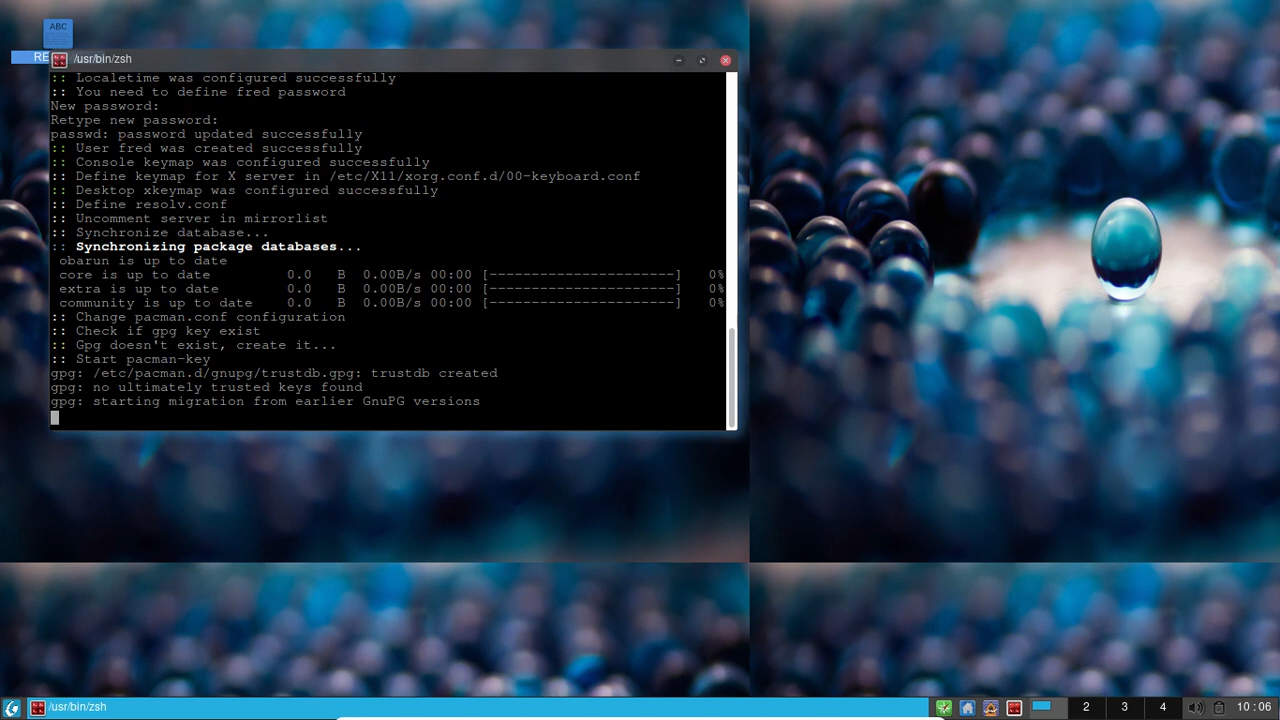 ABC
RE
/usr/bin/zsh
:: Localetime was configured successfully
:: You need to define fred password
New password:
Retype new password:
passwd: password updated successfully
:: User fred was created successfully
:: Console keymap was configured successfully
:: Define keymap for X server in /etc/X11/xorg.conf.d/00-keyboard.conf
:: Desktop xkeymap was configured successfully
:: Define resolv.conf
:: Uncomment server in mirrorlist
:: Synchronize database...
:: Synchronizing package databases...
obarun is up to date
core is up to date 0.0 B 0.00B/s 00:00 [----------------------] 0%
extra is up to date 0.0 B 0.00B/s 00:00 [----------------------] 0%
community is up to date 0.0 B 0.00B/s 00:00 [----------------------] 0%
:: Change pacman.conf configuration
:: Check if gpg key exist
:: Gpg doesn't exist, create it...
:: Start pacman-key
gpg: /etc/pacman.d/gnupg/trustdb.gpg: trustdb created
gpg: no ultimately trusted keys found
gpg: starting migration from earlier GnuPG versions
/usr/bin/zsh 2 3 4 10:06